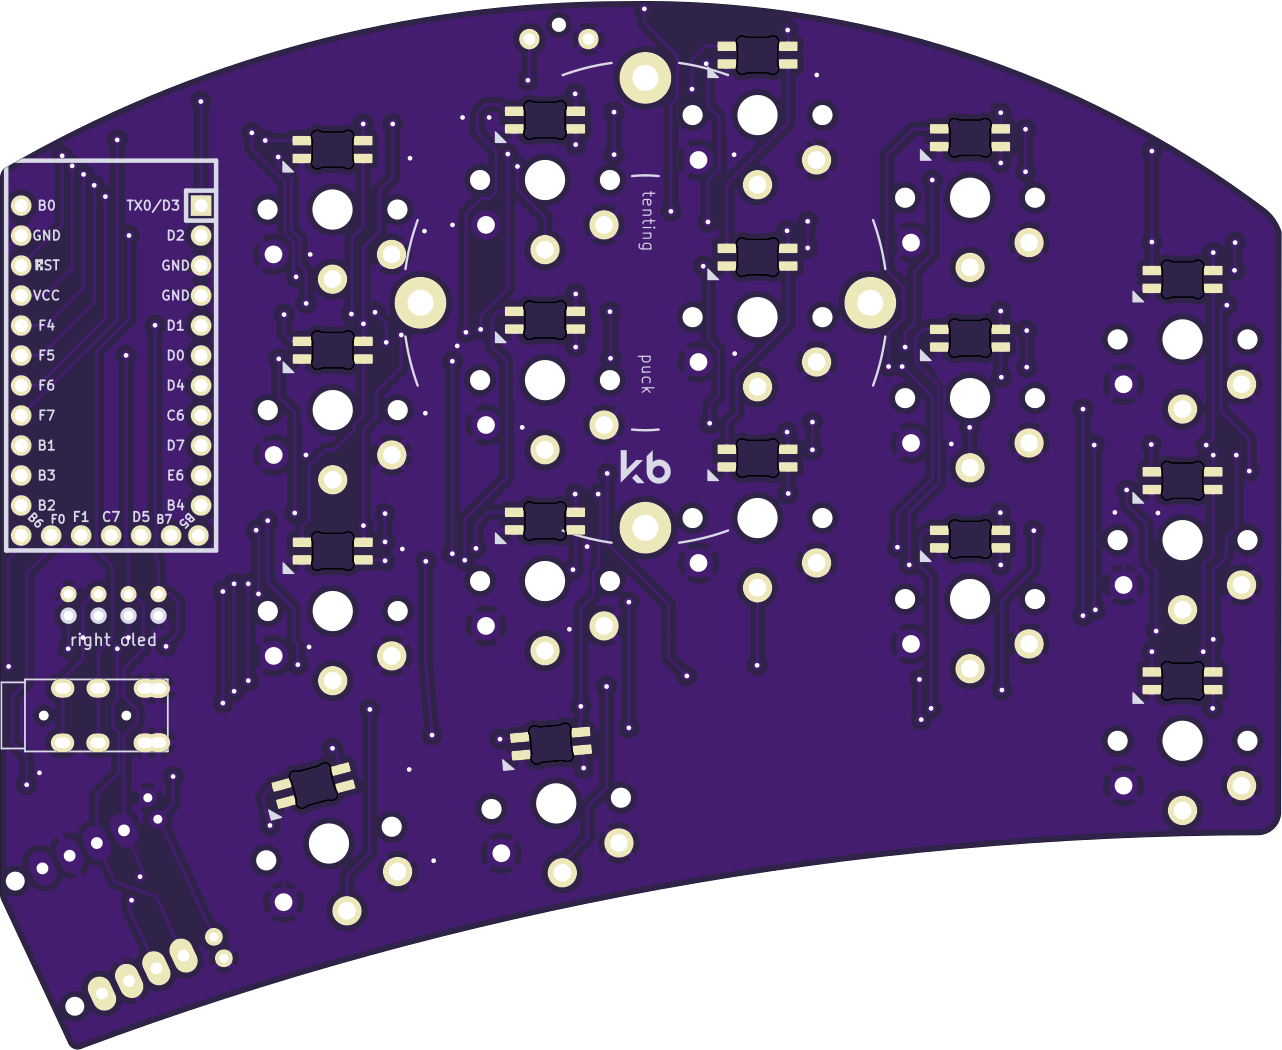 tenting
puck
kb
TX0/D3
B0
GND
RST
VCC
F4
F5
F6
F7
B1
B3
B2
D2
GND
GND
D1
D0
D4
C6
D7
E6
B4
B6
F0
F1
C7
D5
B7
B5
right oled